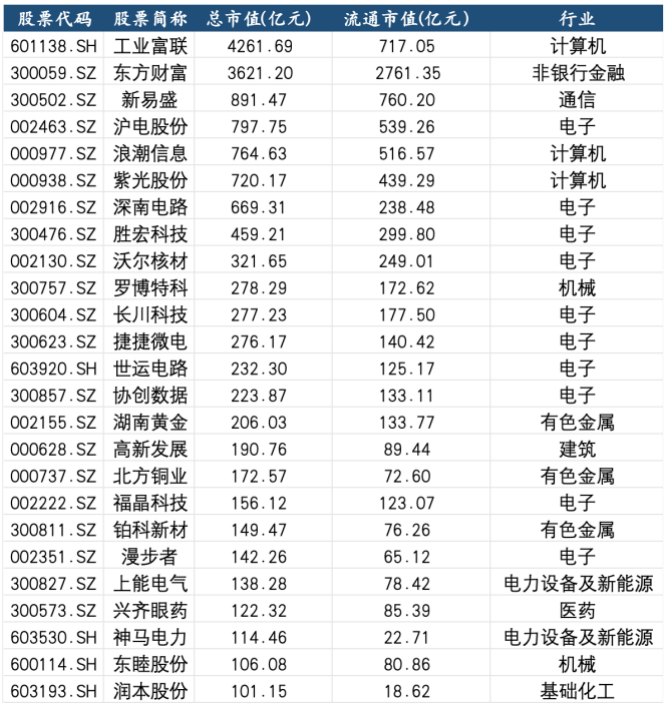 股票代码 股票简称 总市值(亿元) 流通市值(亿元) 行业
601138.SH 工业富联 4261.69 717.05 计算机
300059.SZ 东方财富 3621.20 2761.35 非银行金融
300502.SZ 新易盛 891.47 760.20 通信
002463.SZ 沪电股份 797.75 539.26 电子
000977.SZ 浪潮信息 764.63 516.57 计算机
000938.SZ 紫光股份 720.17 439.29 计算机
002916.SZ 深南电路 669.31 238.48 电子
300476.SZ 胜宏科技 459.21 299.80 电子
002130.SZ 沃尔核材 321.65 249.01 电子
300757.SZ 罗博特科 278.29 172.62 机械
300604.SZ 长川科技 277.23 177.50 电子
300623.SZ 捷捷微电 276.17 140.42 电子
603920.SH 世运电路 232.30 125.17 电子
300857.SZ 协创数据 223.87 133.11 电子
002155.SZ 湖南黄金 206.03 133.77 有色金属
000628.SZ 高新发展 190.76 89.44 建筑
000737.SZ 北方铜业 172.57 72.60 有色金属
002222.SZ 福晶科技 156.12 123.07 电子
300811.SZ 铂科新材 149.47 76.26 有色金属
002351.SZ 漫步者 142.26 65.12 电子
300827.SZ 上能电气 138.28 78.42 电力设备及新能源
300573.SZ 兴齐眼药 122.32 85.39 医药
603530.SH 神马电力 114.46 22.71 电力设备及新能源
600114.SH 东睦股份 106.08 80.86 机械
603193.SH 润本股份 101.15 18.62 基础化工